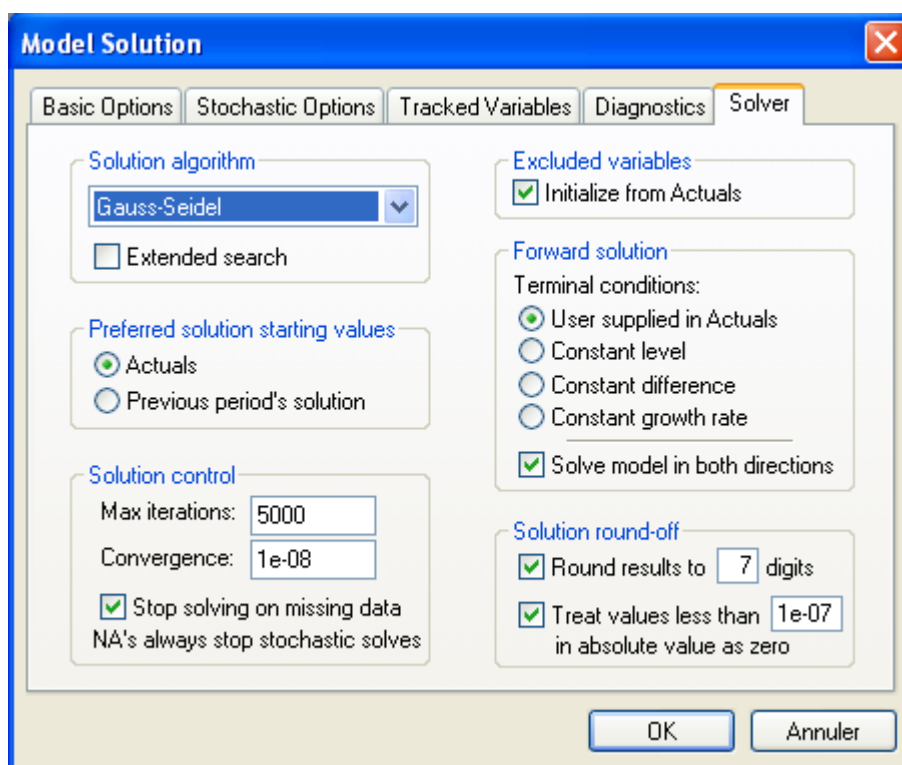 Model Solution
Basic Options
Stochastic Options
Tracked Variables
Diagnostics
Solver
Solution algorithm
Gauss-Seidel
Extended search
Preferred solution starting values
Actuals
Previous period's solution
Solution control
Max iterations: 5000
Convergence: 1e-08
Stop solving on missing data
NA's always stop stochastic solves
Excluded variables
Initialize from Actuals
Forward solution
Terminal conditions:
User supplied in Actuals
Constant level
Constant difference
Constant growth rate
Solve model in both directions
Solution round-off
Round results to 7 digits
Treat values less than 1e-07
in absolute value as zero
OK
Annuler